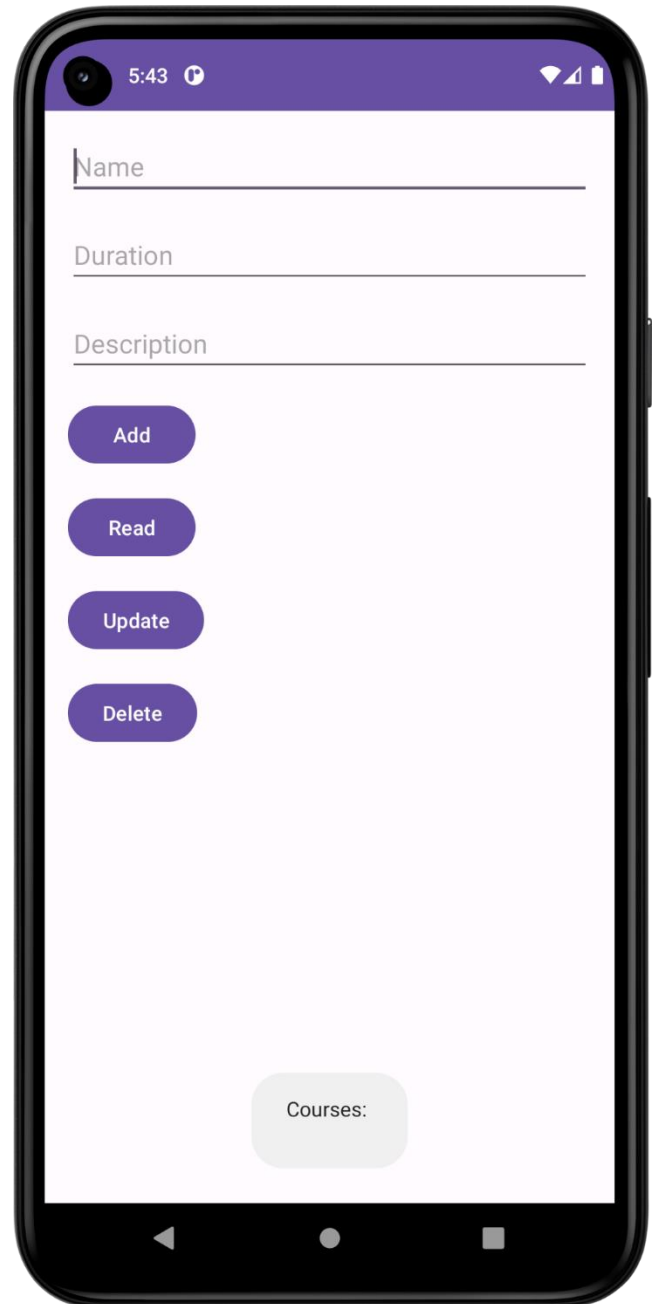 5:43
Name
Duration
Description
Add
Read
Update
Delete
Courses: